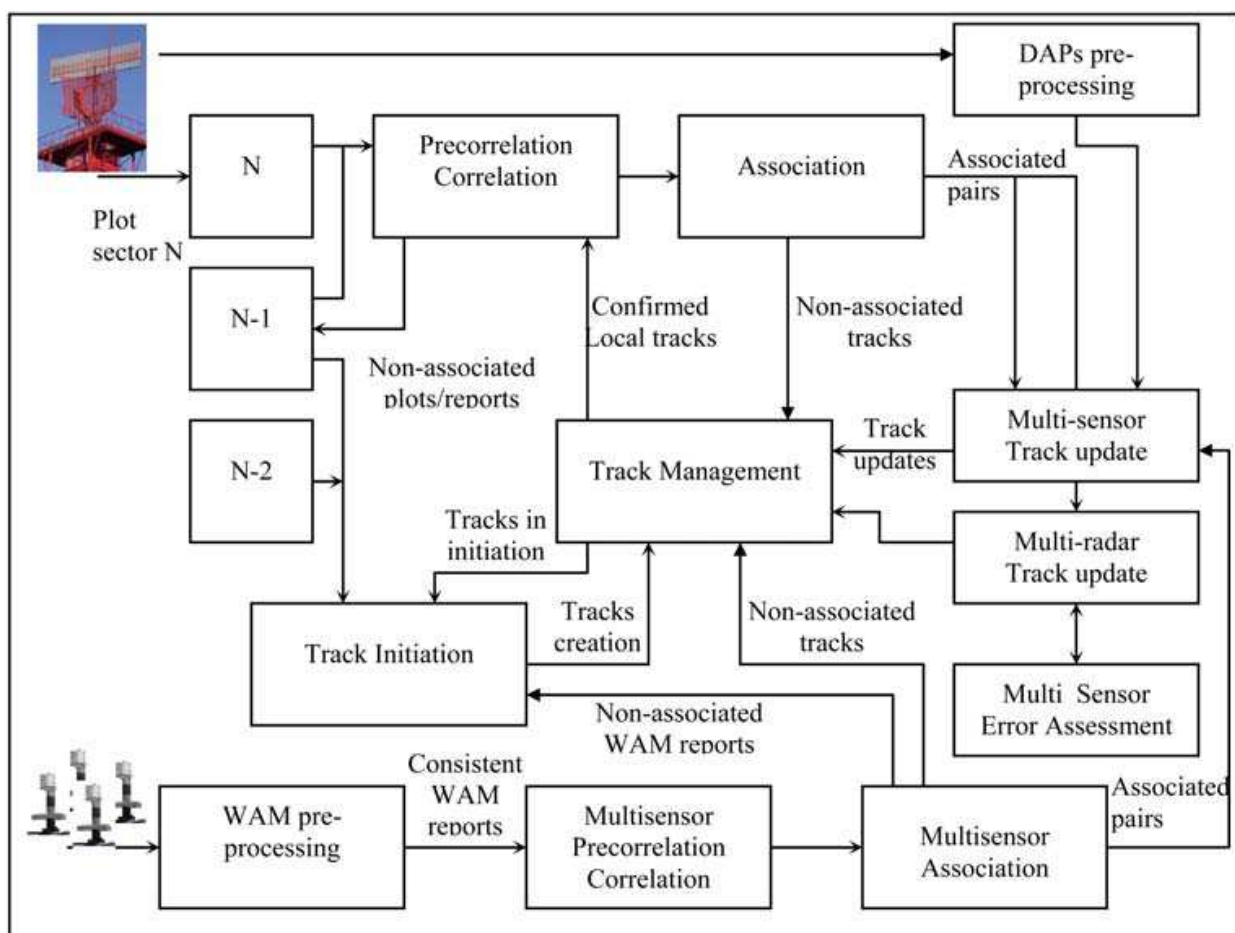 DAPs pre-
processing
N
Precorrelation
Correlation
Association
Associated
pairs
Plot
sector N
N-1
Confirmed
Local tracks
Non-associated
tracks
Non-associated
plots/reports
N-2
Track Management
Track
updates
Multi-sensor
Track update
Tracks in
initiation
Multi-radar
Track update
Track Initiation
Tracks
creation
Non-associated
tracks
Multi Sensor
Error Assessment
Non-associated
WAM reports
Consistent
WAM
reports
WAM pre-
processing
Multisensor
Precorrelation
Correlation
Multisensor
Association
Associated
pairs